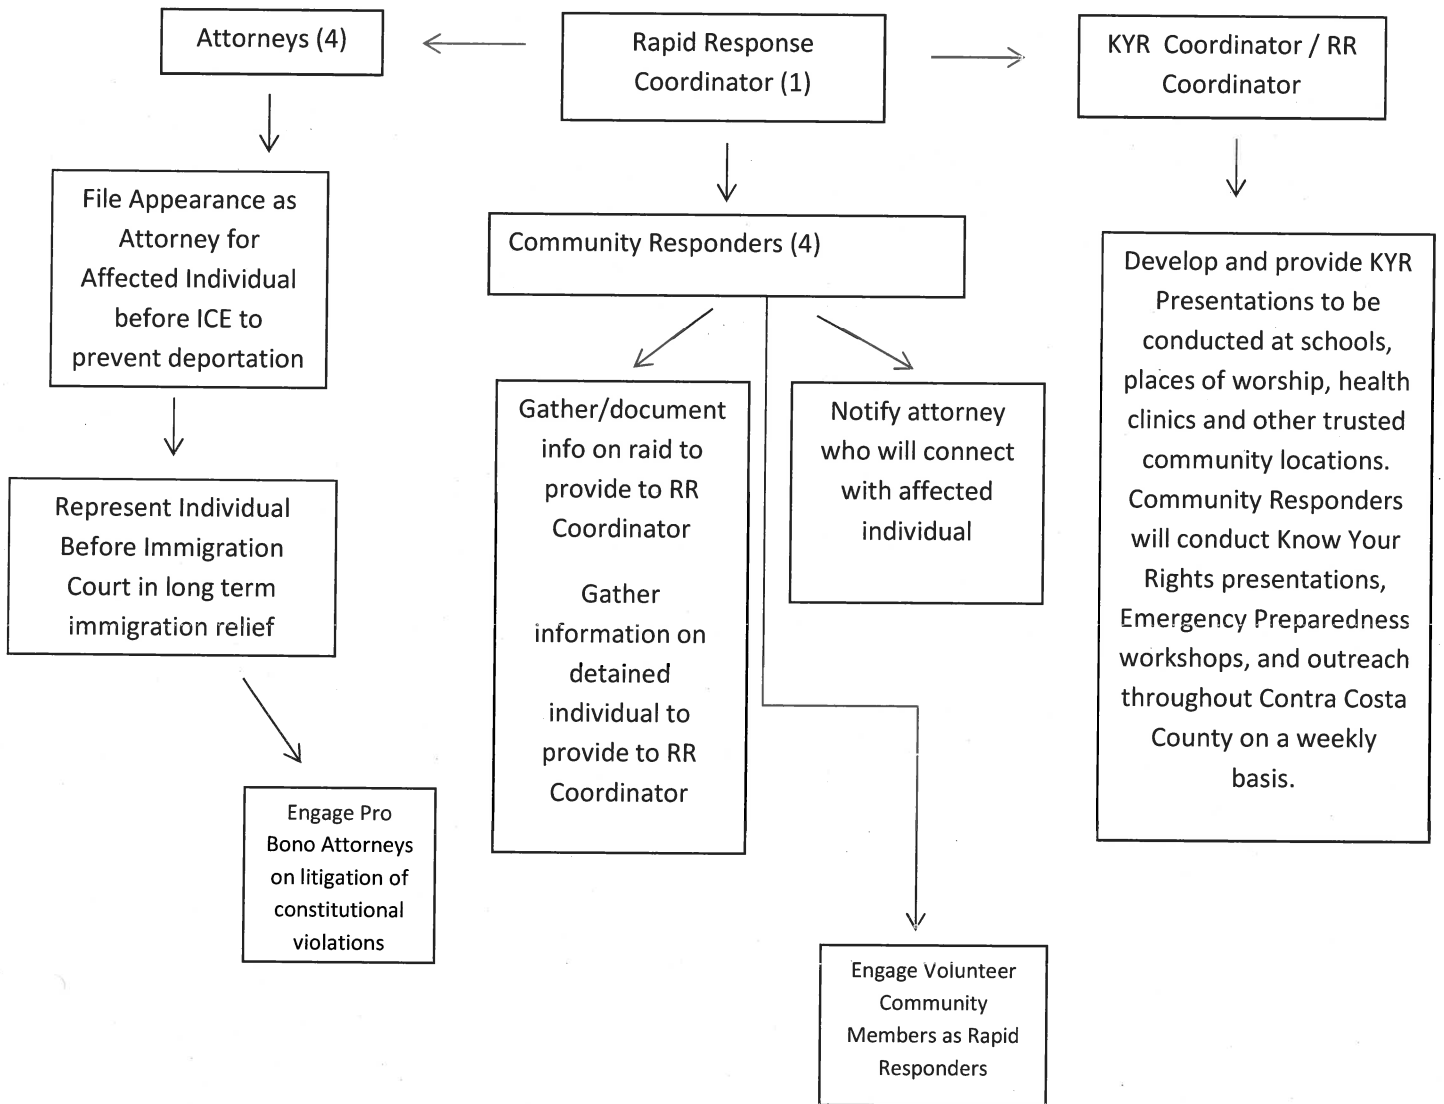 Attorneys (4)
Rapid Response
Coordinator (1)
KYR Coordinator / RR
Coordinator
File Appearance as
Attorney for
Affected Individual
before ICE to
prevent deportation
Represent Individual
Before Immigration
Court in long term
immigration relief
Engage Pro
Bono Attorneys
on litigation of
constitutional
violations
Community Responders (4)
Gather/document
info on raid to
provide to RR
Coordinator
Gather
information on
detained
individual to
provide to RR
Coordinator
Notify attorney
who will connect
with affected
individual
Engage Volunteer
Community
Members as Rapid
Responders
Develop and provide KYR
Presentations to be
conducted at schools,
places of worship, health
clinics and other trusted
community locations.
Community Responders
will conduct Know Your
Rights presentations,
Emergency Preparedness
workshops, and outreach
throughout Contra Costa
County on a weekly
basis.